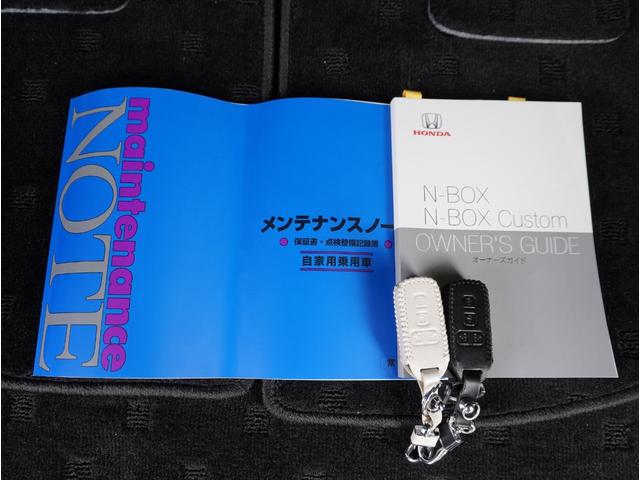 maintenance
NOTE
メンテナンスノー
保証書・点検整備記録簿
自家用乗用車
常
HONDA
N-BOX
N-BOX Custom
OWNER'S GUIDE
オーナーズガイド